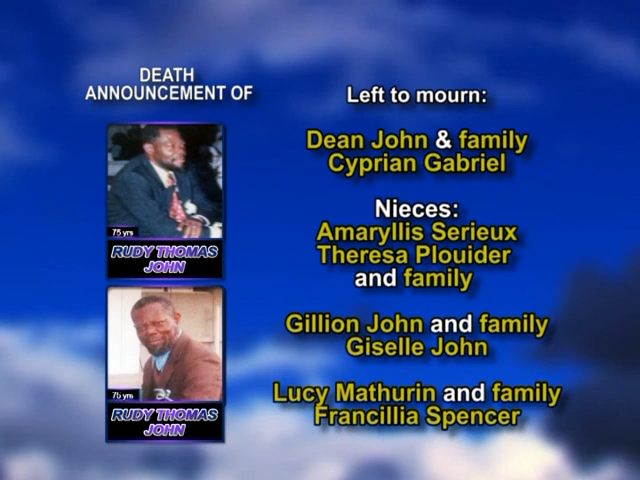 DEATH
ANNOUNCEMENT OF
75 yrs
RUDY THOMAS
JOHN
75 yrs
RUDY THOMAS
JOHN
Left to mourn:
Dean John & family
Cyprian Gabriel
Nieces:
Amaryllis Serieux
Theresa Plouider
and family
Gillion John and family
Giselle John
Lucy Mathurin and family
Francillia Spencer